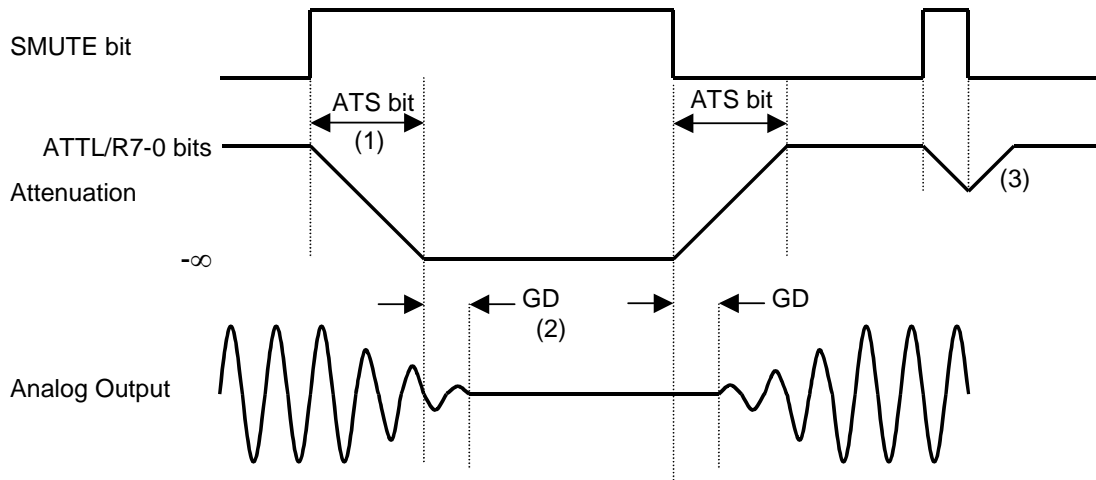 SMUTE bit
ATS bit
ATS bit
(1)
ATTL/R7-0 bits
(3)
Attenuation
-∞
GD
GD
(2)
Analog Output